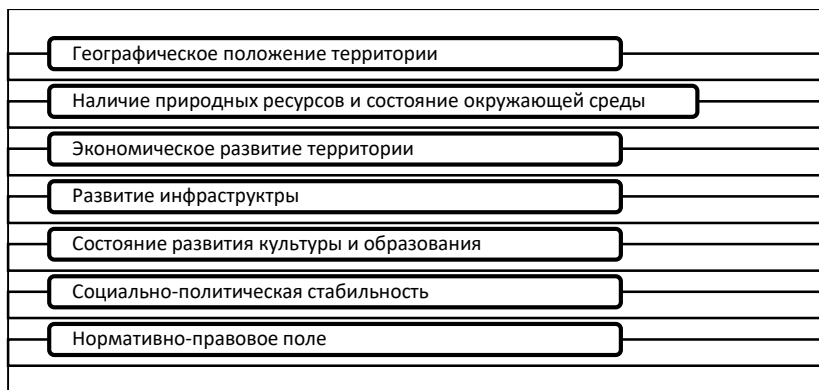 Географическое положение территории
Наличие природных ресурсов и состояние окружающей среды
Экономическое развитие территории
Развитие инфраструктры
Состояние развития культуры и образования
Социально-политическая стабильность
Нормативно-правовое поле